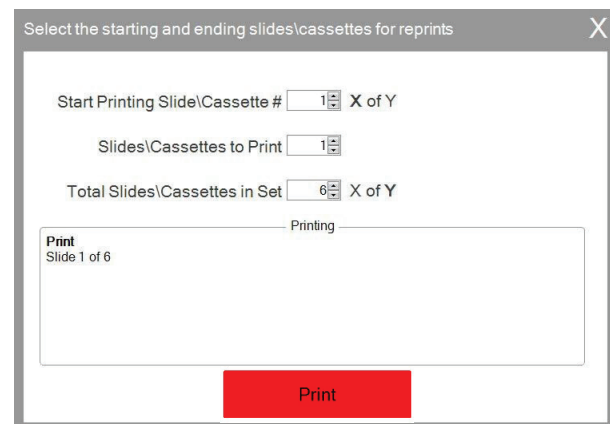 Select the starting and ending slides\cassettes for reprints X
Start Printing Slide\Cassette # 1 X of Y
Slides\Cassettes to Print 1
Total Slides\Cassettes in Set 6 X of Y
Printing
Print
Slide 1 of 6
Print